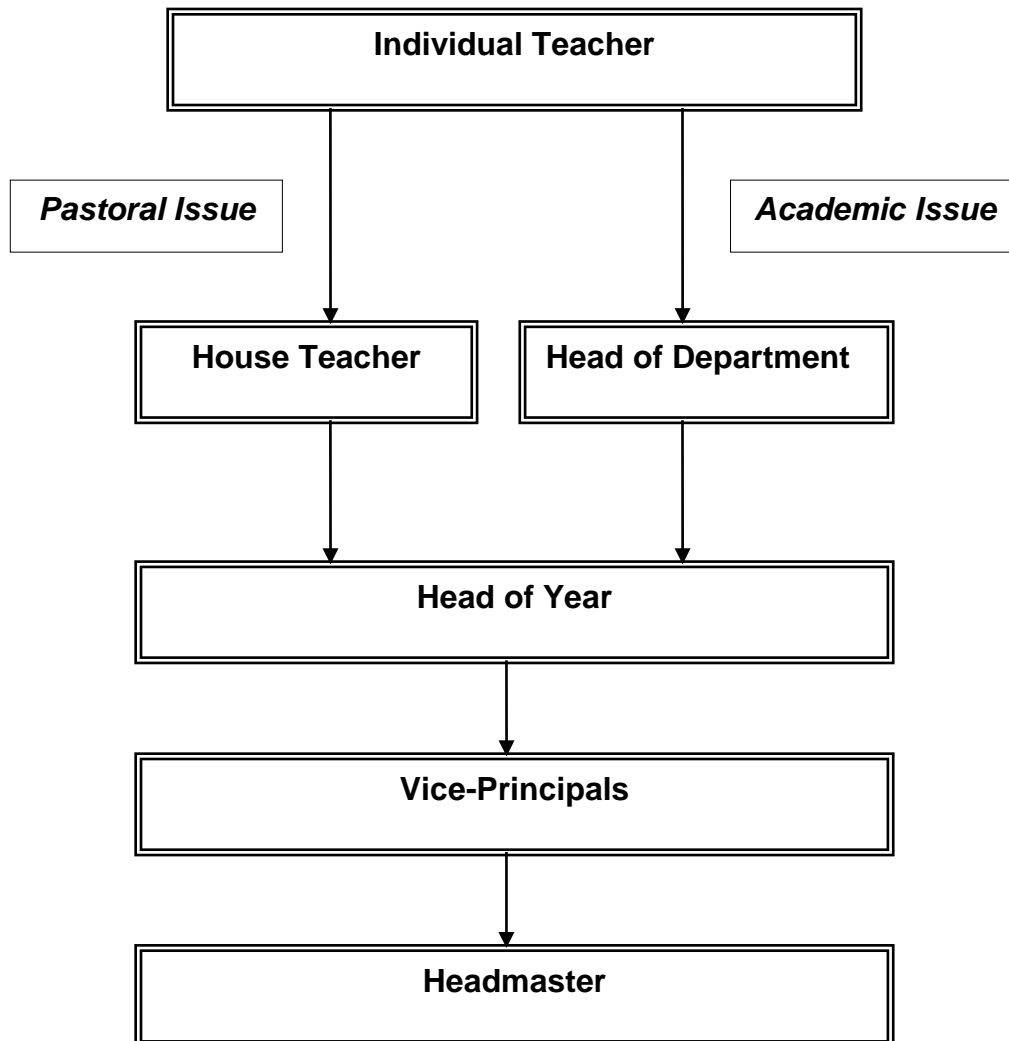 Individual Teacher
Pastoral Issue
Academic Issue
House Teacher
Head of Department
Head of Year
Vice-Principals
Headmaster